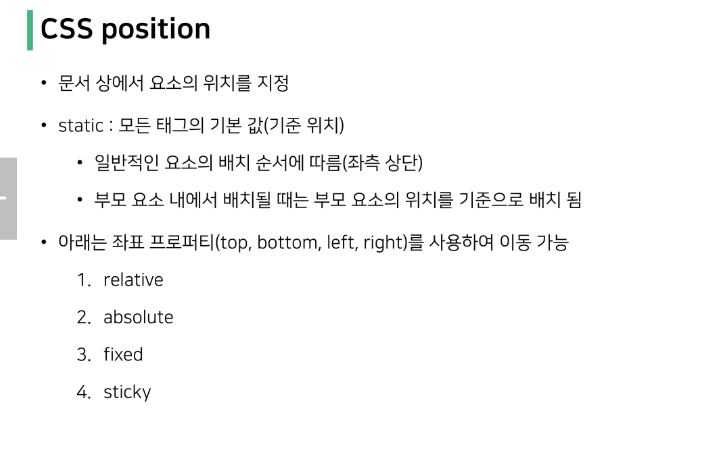 CSS position
• 문서 상에서 요소의 위치를 지정
• static : 모든 태그의 기본 값(기준 위치)
• 일반적인 요소의 배치 순서에 따름(좌측 상단)
• 부모 요소 내에서 배치될 때는 부모 요소의 위치를 기준으로 배치 됨
• 아래는 좌표 프로퍼티(top, bottom, left, right)를 사용하여 이동 가능
1. relative
2. absolute
3. fixed
4. sticky